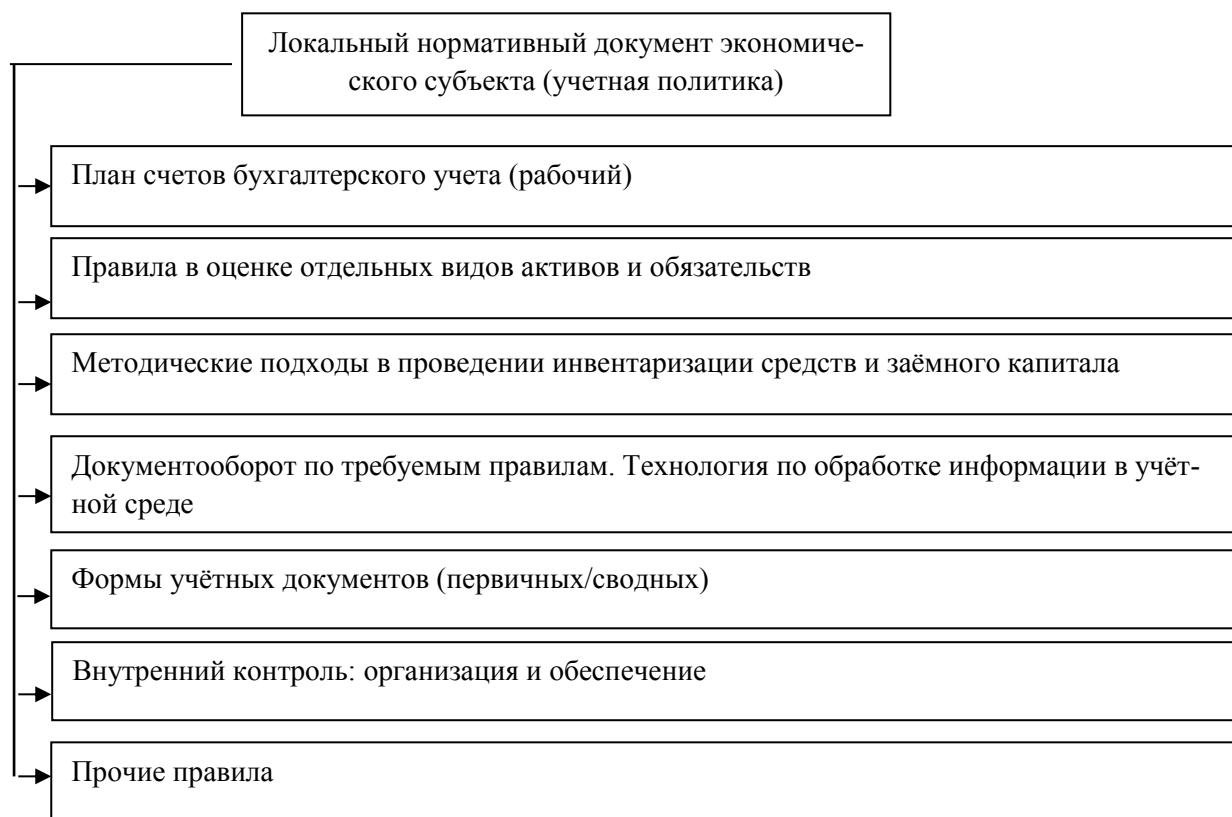 Локальный нормативный документ экономиче-
ского субъекта (учетная политика)
План счетов бухгалтерского учета (рабочий)
Правила в оценке отдельных видов активов и обязательств
Методические подходы в проведении инвентаризации средств и заёмного капитала
Документооборот по требуемым правилам. Технология по обработке информации в учёт-
ной среде
Формы учётных документов (первичных/сводных)
Внутренний контроль: организация и обеспечение
Прочие правила